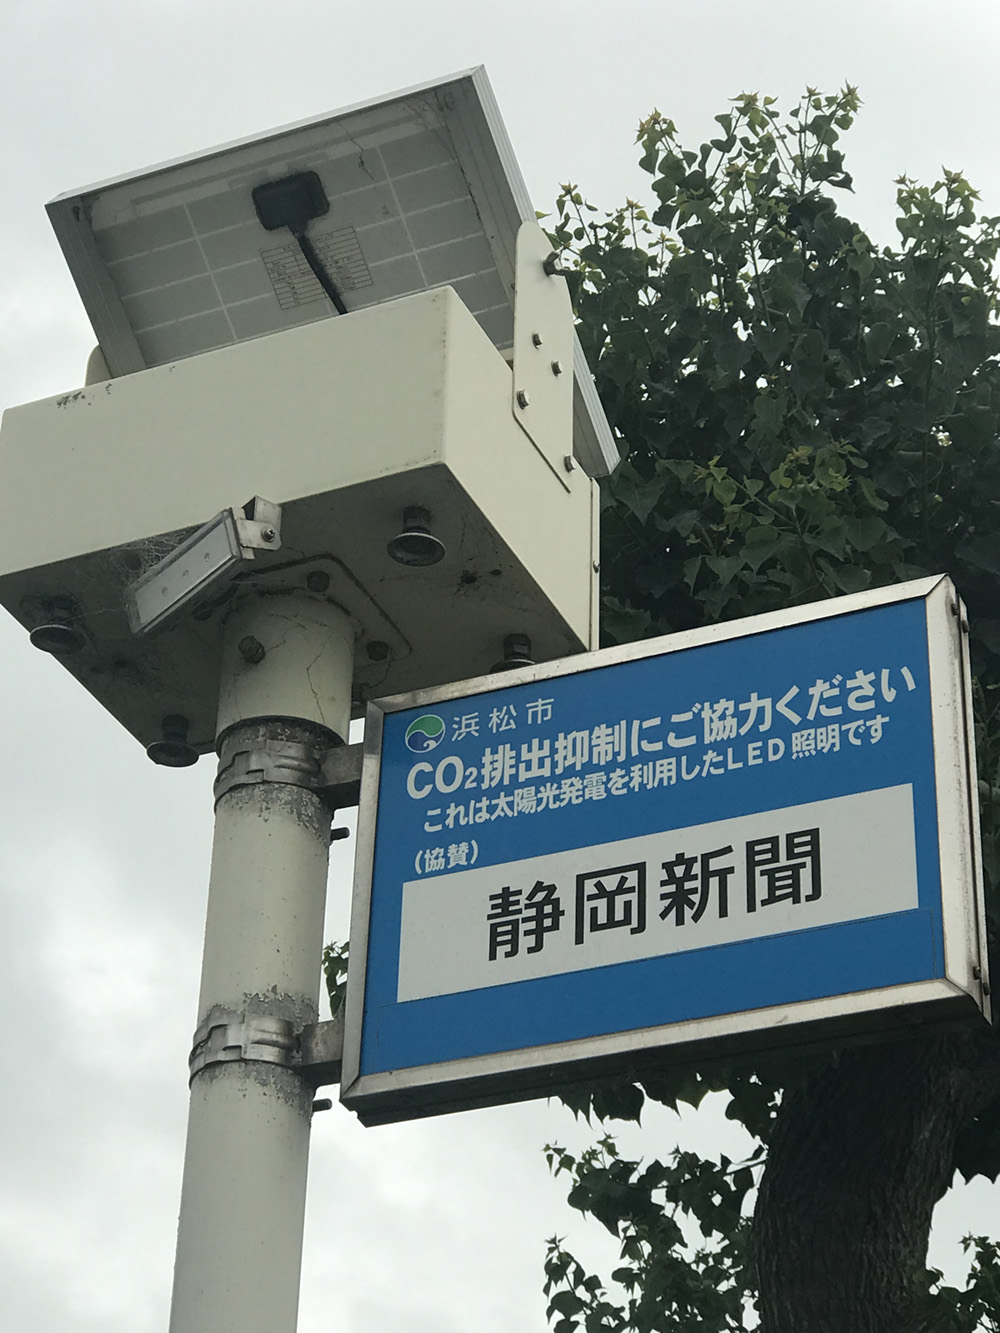 浜松市
CO₂排出抑制にご協力ください
これは太陽光発電を利用したLED照明です
（協賛）
静岡新聞